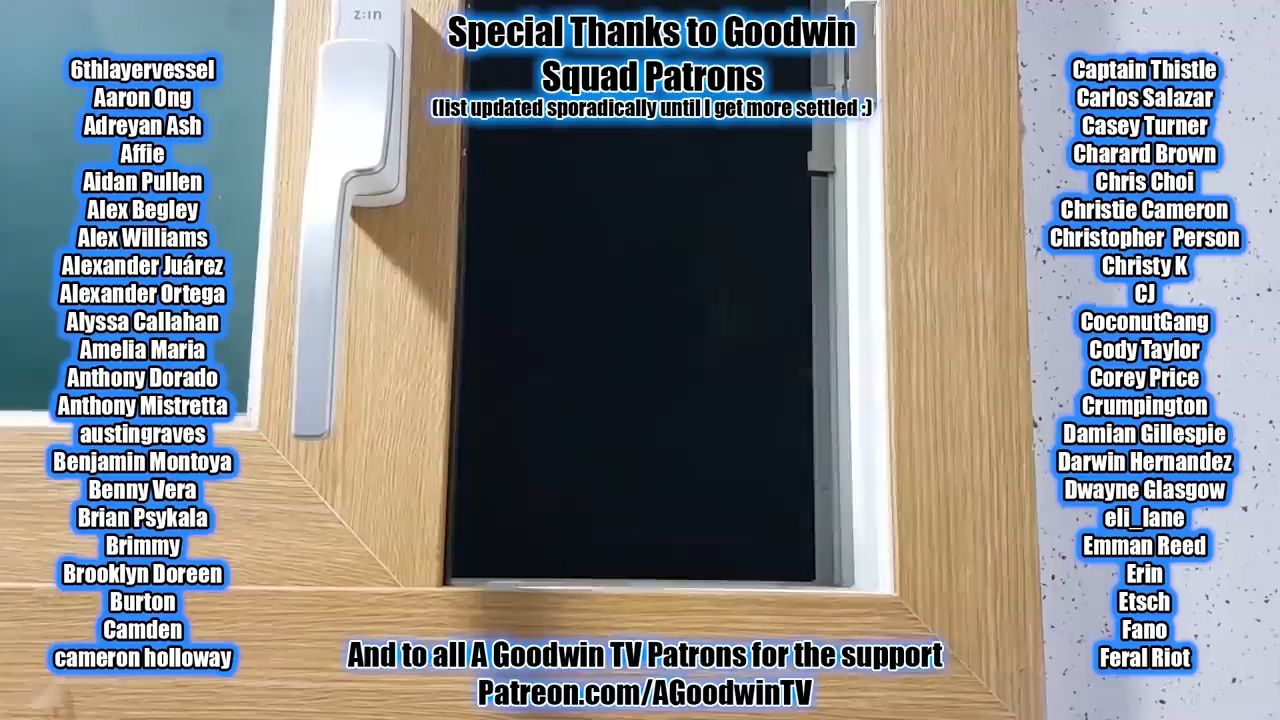 z:in
Special Thanks to Goodwin
Squad Patrons
(list updated sporadically until I get more settled :)
6thlayervessel
Aaron Ong
Adreyan Ash
Affie
Aidan Pullen
Alex Begley
Alex Williams
Alexander Juárez
Alexander Ortega
Alyssa Callahan
Amelia Maria
Anthony Dorado
Anthony Mistretta
austingraves
Benjamin Montoya
Benny Vera
Brian Psykala
Brimmy
Brooklyn Doreen
Burton
Camden
cameron holloway
Captain Thistle
Carlos Salazar
Casey Turner
Charard Brown
Chris Choi
Christie Cameron
Christopher Person
Christy K
CJ
CoconutGang
Cody Taylor
Corey Price
Crumpington
Damian Gillespie
Darwin Hernandez
Dwayne Glasgow
eli_lane
Emman Reed
Erin
Etsch
Fano
Feral Riot
And to all A Goodwin TV Patrons for the support
Patreon.com/AGoodwinTV